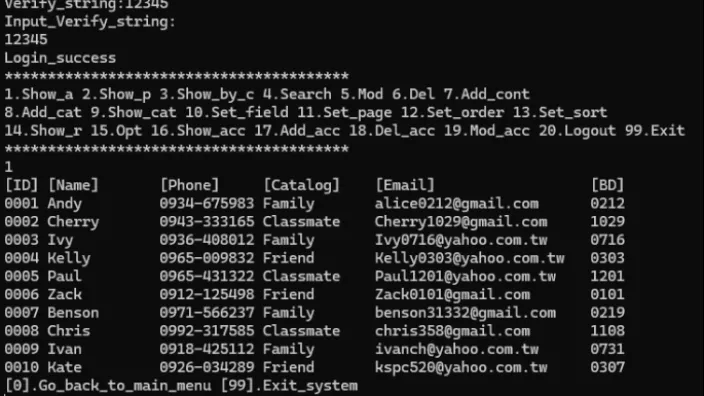 Verify_string:12345
Input_Verify_string:
12345
Login_success
****************************************
1.Show_a 2.Show_p 3.Show_by_c 4.Search 5.Mod 6.Del 7.Add_cont
8.Add_cat 9.Show_cat 10.Set_field 11.Set_page 12.Set_order 13.Set_sort
14.Show_r 15.Opt 16.Show_acc 17.Add_acc 18.Del_acc 19.Mod_acc 20.Logout 99.Exit
****************************************
1
[ID] [Name] [Phone] [Catalog] [Email] [BD]
0001 Andy 0934-675983 Family alice0212@gmail.com 0212
0002 Cherry 0943-333165 Classmate Cherry1029@gmail.com 1029
0003 Ivy 0936-408012 Family Ivy0716@yahoo.com.tw 0716
0004 Kelly 0965-009832 Friend Kelly0303@yahoo.com.tw 0303
0005 Paul 0965-431322 Classmate Paul1201@yahoo.com.tw 1201
0006 Zack 0912-125498 Friend Zack0101@gmail.com 0101
0007 Benson 0971-566237 Family benson31332@gmail.com 0219
0008 Chris 0992-317585 Classmate chris358@gmail.com 1108
0009 Ivan 0918-425112 Family ivanch@yahoo.com.tw 0731
0010 Kate 0926-034289 Friend kspc520@yahoo.com.tw 0307
[0].Go_back_to_main_menu [99].Exit_system